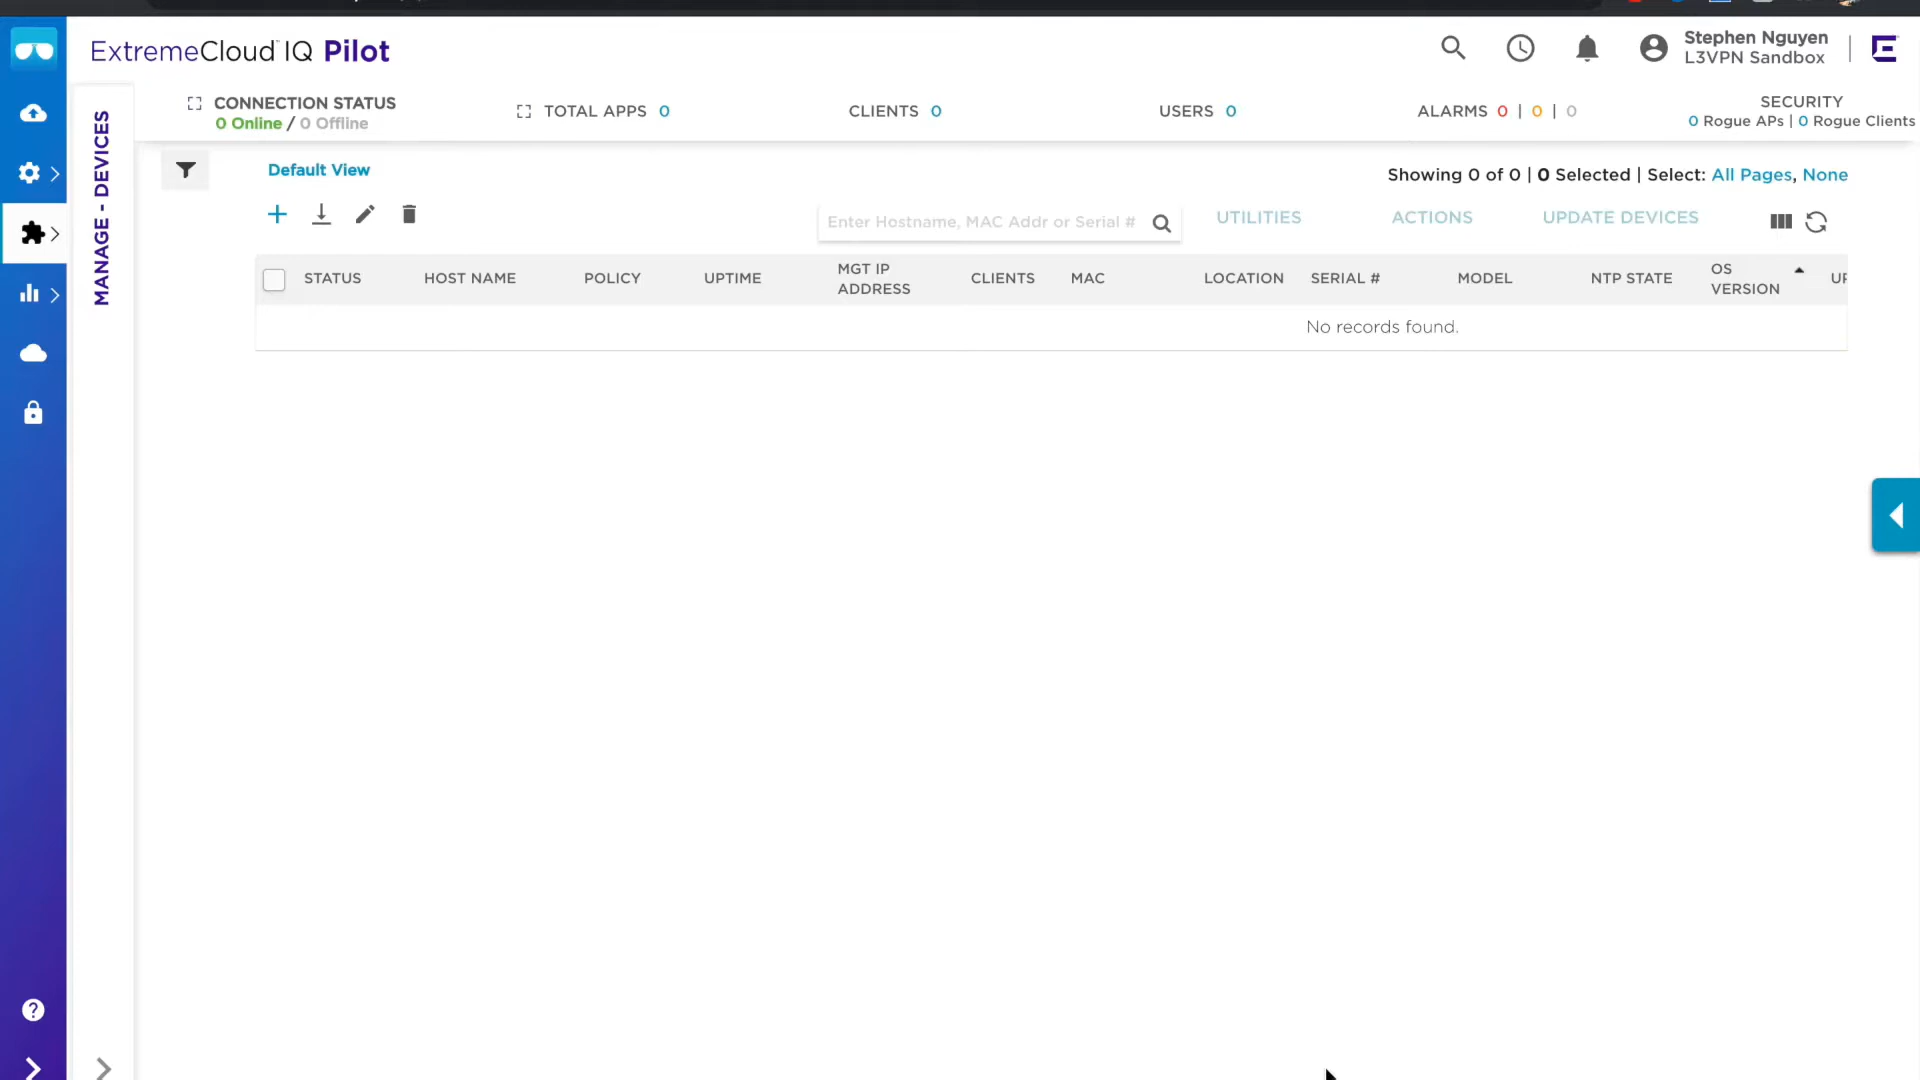 ExtremeCloud IQ Pilot
Stephen Nguyen
L3VPN Sandbox
MANAGE - DEVICES
CONNECTION STATUS
0 Online / 0 Offline
TOTAL APPS 0
CLIENTS 0
USERS 0
ALARMS 0 | 0 | 0
SECURITY
0 Rogue APs | 0 Rogue Clients
Default View
Showing 0 of 0 | 0 Selected | Select: All Pages, None
Enter Hostname, MAC Addr or Serial #
UTILITIES
ACTIONS
UPDATE DEVICES
STATUS
HOST NAME
POLICY
UPTIME
MGT IP
ADDRESS
CLIENTS
MAC
LOCATION
SERIAL #
MODEL
NTP STATE
OS
VERSION
No records found.